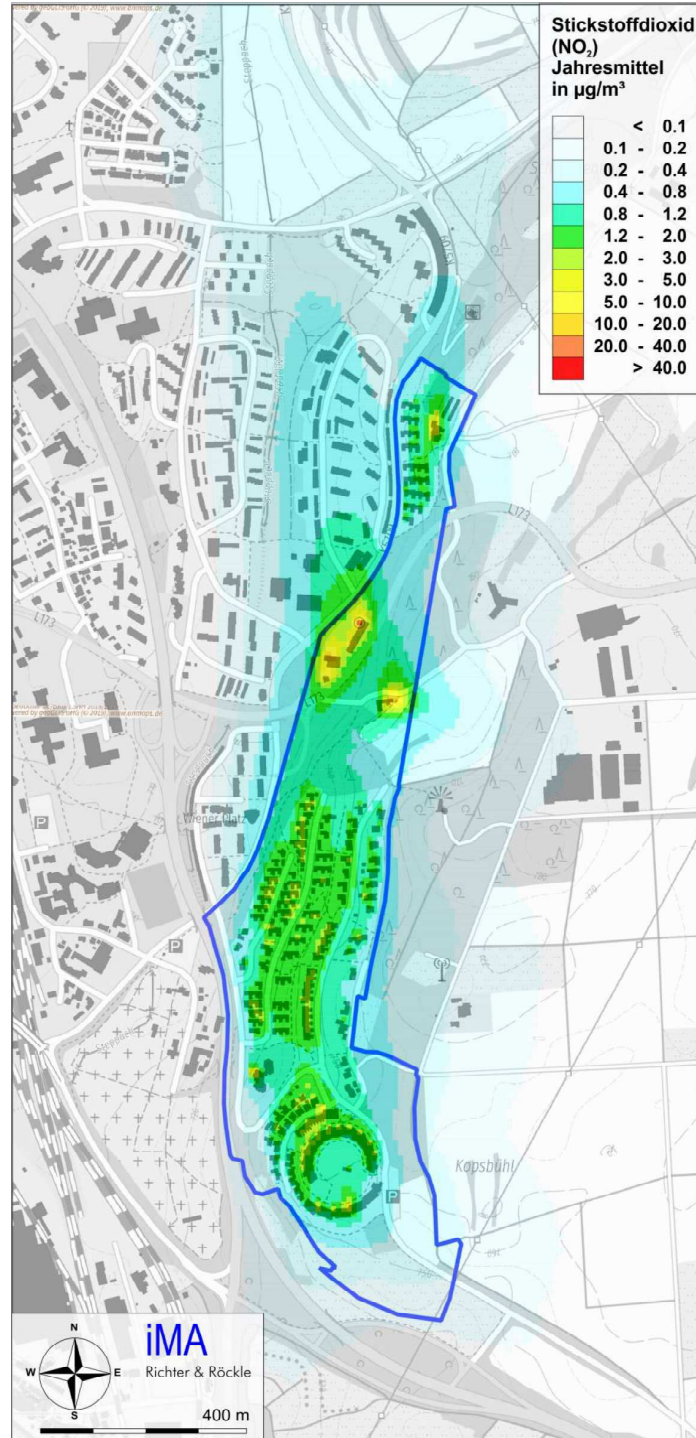 Stickstoffdioxid
(NO₂)
Jahresmittel
in µg/m³
< 0.1
0.1 - 0.2
0.2 - 0.4
0.4 - 0.8
0.8 - 1.2
1.2 - 2.0
2.0 - 3.0
3.0 - 5.0
5.0 - 10.0
10.0 - 20.0
20.0 - 40.0
> 40.0
L173
L173
L173
Wiener Platz
P
P
Steppach
Kopsbühl
P
N
W E
S
iMA
Richter & Röckle
400 m